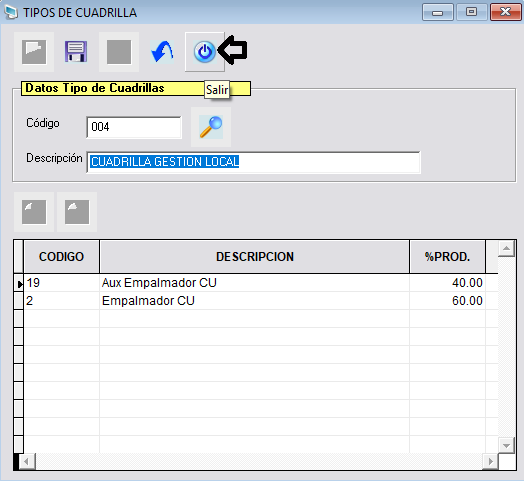 TIPOS DE CUADRILLA
Datos Tipo de Cuadrillas
Salir
Código
004
Descripción
CUADRILLA GESTION LOCAL
CODIGO DESCRIPCION %PROD.
19 Aux Empalmador CU 40.00
2 Empalmador CU 60.00